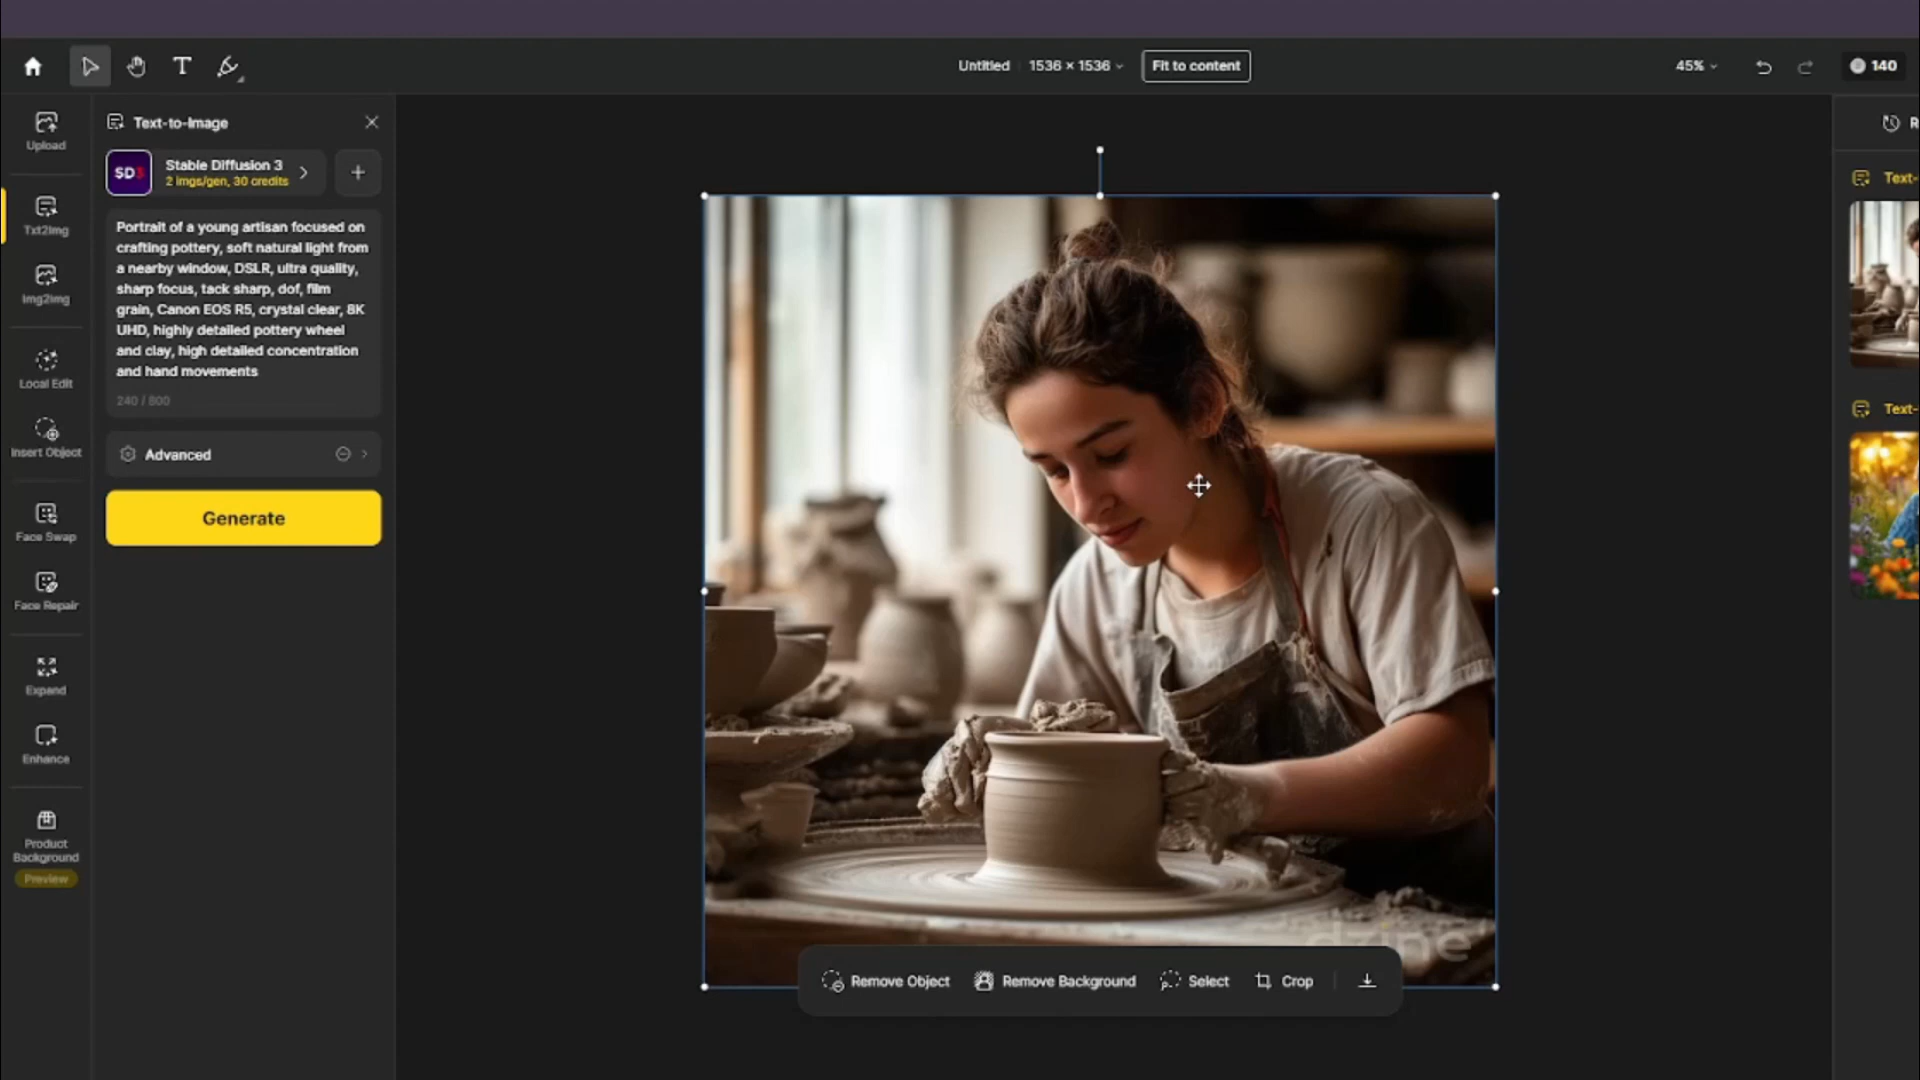 Untitled
1536 × 1536
Fit to content
45%
140
Upload
Txt2Img
Img2Img
Local Edit
Insert Object
Face Swap
Face Repair
Expand
Enhance
Product
Background
Preview
Text-to-Image
SD3
Stable Diffusion 3
2 imgs/gen, 30 credits
Portrait of a young artisan focused on
crafting pottery, soft natural light from
a nearby window, DSLR, ultra quality,
sharp focus, tack sharp, dof, film
grain, Canon EOS R5, crystal clear, 8K
UHD, highly detailed pottery wheel
and clay, high detailed concentration
and hand movements
240 / 800
Advanced
Generate
dzine
Remove Object
Remove Background
Select
Crop
R
Text-
Text-